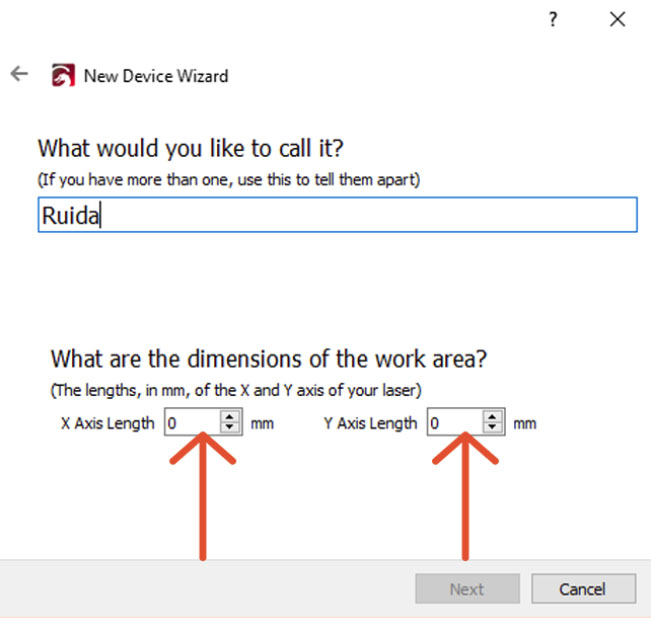 ?
New Device Wizard
What would you like to call it?
(If you have more than one, use this to tell them apart)
Ruida
What are the dimensions of the work area?
(The lengths, in mm, of the X and Y axis of your laser)
X Axis Length 0 mm Y Axis Length 0 mm
Next Cancel